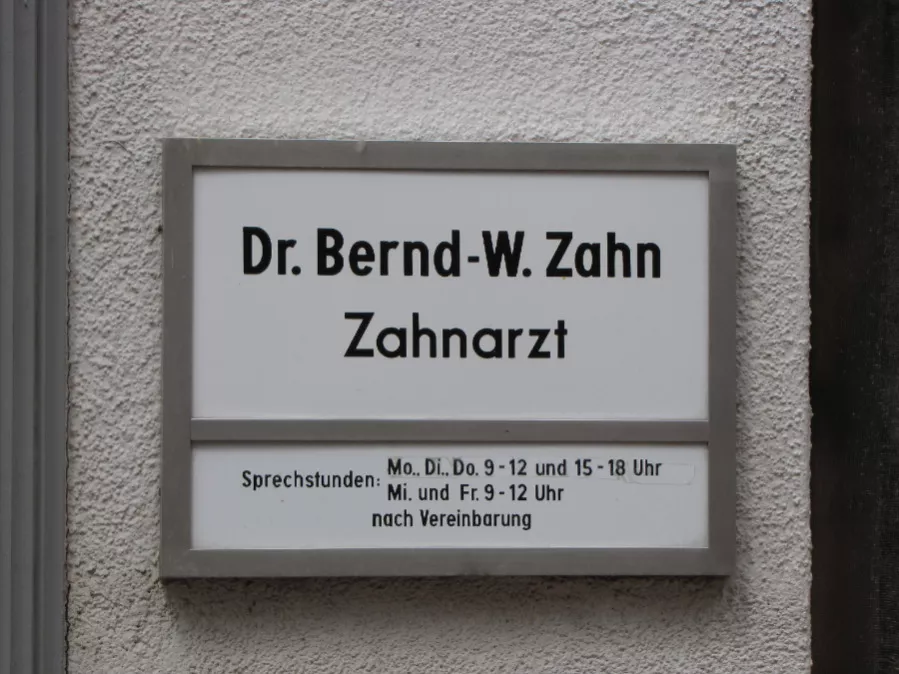 Dr. Bernd-W. Zahn
Zahnarzt
Sprechstunden: Mo., Di., Do. 9-12 und 15-18 Uhr
Mi. und Fr. 9-12 Uhr
nach Vereinbarung